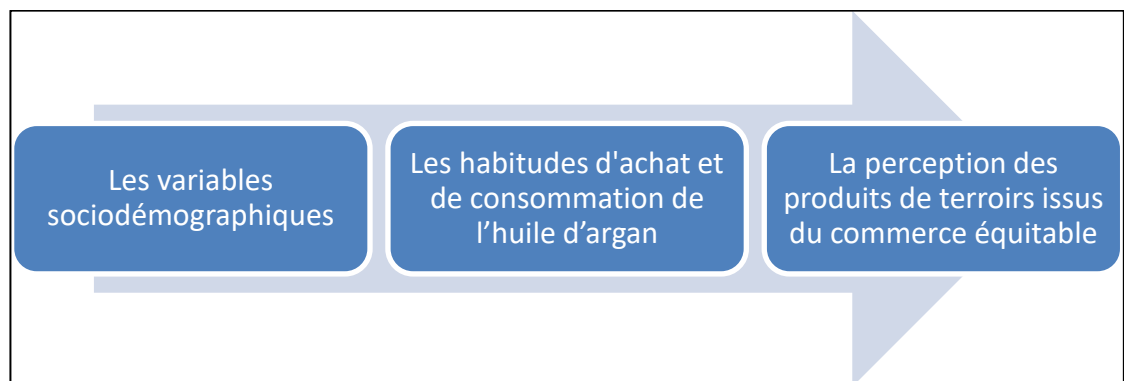 Les variables
sociodémographiques
Les habitudes d'achat et
de consommation de
l’huile d’argan
La perception des
produits de terroirs issus
du commerce équitable